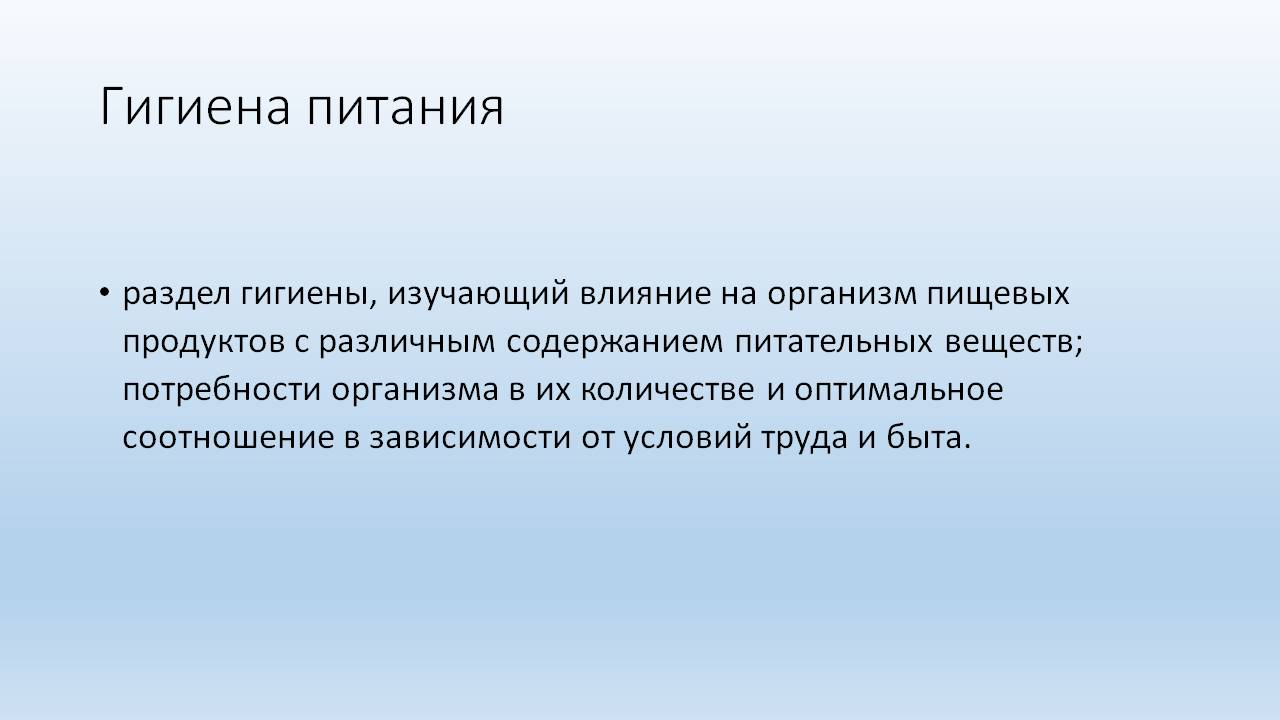 Гигиена питания
• раздел гигиены, изучающий влияние на организм пищевых
продуктов с различным содержанием питательных веществ;
потребности организма в их количестве и оптимальное
соотношение в зависимости от условий труда и быта.